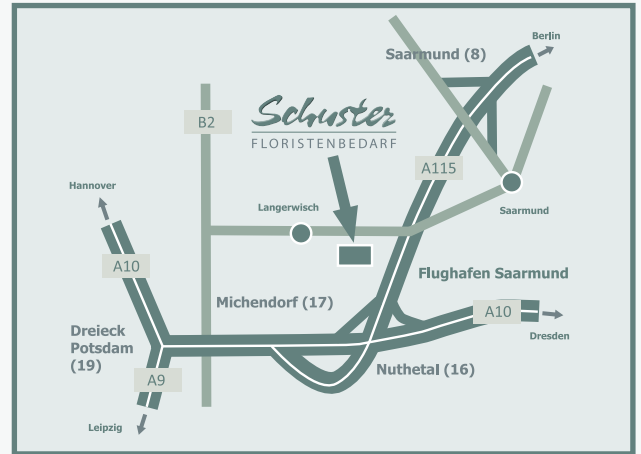 Berlin
Saarmund (8)
B2
Schuster
FLORISTENBEDARF
A115
Hannover
Langerwisch
Saarmund
A10
Flughafen Saarmund
Michendorf (17)
A10
Dreieck
Potsdam
(19)
Dresden
Nuthetal (16)
A9
Leipzig